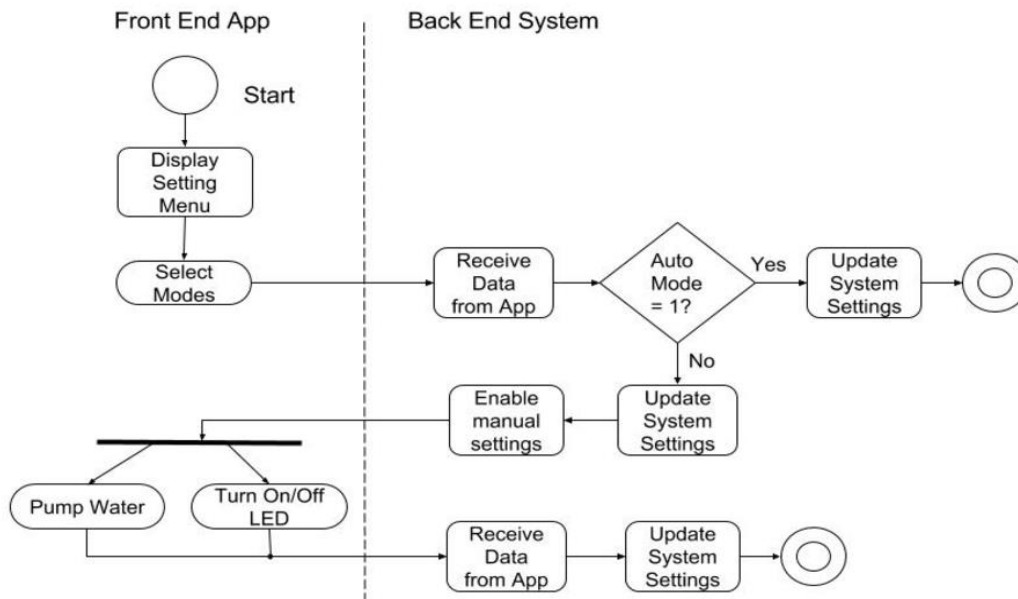 Front End App
Back End System
Start
Display
Setting
Menu
Select
Modes
Receive
Data
from App
Auto
Mode
= 1?
Yes
Update
System
Settings
No
Enable
manual
settings
Update
System
Settings
Pump Water
Turn On/Off
LED
Receive
Data
from App
Update
System
Settings